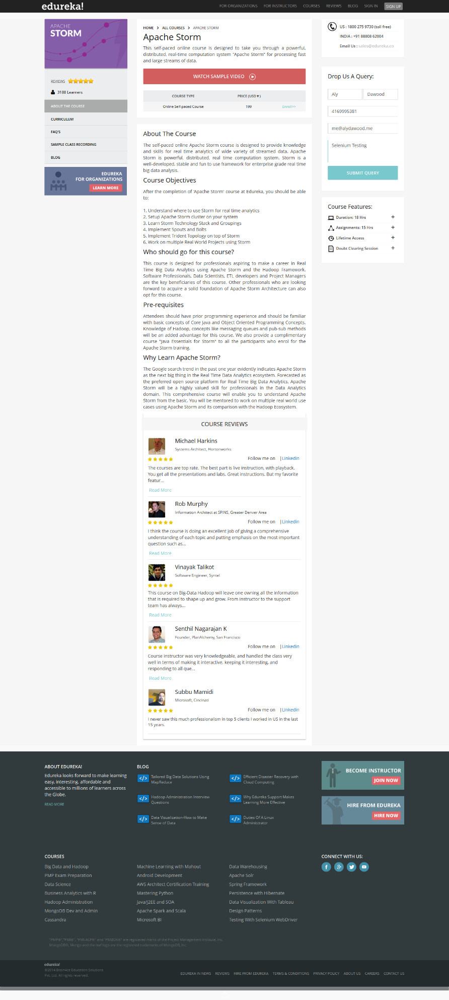 edureka!
FOR ORGANIZATIONS FOR INSTRUCTORS COURSES REVIEWS BLOG SIGN IN SIGN UP
APACHE
STORM
REVIEWS
3188 Learners
ABOUT THE COURSE
CURRICULUM
FAQ'S
SAMPLE CLASS RECORDING
BLOG
EDUREKA
FOR ORGANIZATIONS
LEARN MORE
HOME > ALL COURSES > APACHE STORM
Apache Storm
This self-paced online course is designed to take you through a powerful,
distributed, real-time computation system "Apache Storm" for processing fast
and large streams of data.
WATCH SAMPLE VIDEO
COURSE TYPE PRICE (USD▼)
Online Self-paced Course 199 Enroll>>
About The Course
The self-paced online Apache Storm course is designed to provide knowledge
and skills for real time analytics of wide variety of streamed data. Apache
Storm is powerful, distributed, real time computation system. Storm is a
well-developed, stable and fun to use framework for enterprise grade real time
big data analysis.
Course Objectives
After the completion of 'Apache Storm' course at Edureka, you should be able
to:
1. Understand where to use Storm for real time analytics
2. Setup Apache Storm cluster on your system
3. Learn Storm Technology Stack and Groupings
4. Implement Spouts and Bolts
5. Implement Trident Topology on top of Storm
6. Work on multiple Real World Projects using Storm
Who should go for this course?
This course is designed for professionals aspiring to make a career in Real
Time Big Data Analytics using Apache Storm and the Hadoop Framework.
Software Professionals, Data Scientists, ETL developers and Project Managers
are the key beneficiaries of this course. Other professionals who are looking
forward to acquire a solid foundation of Apache Storm Architecture can also
opt for this course.
Pre-requisites
Attendees should have prior programming experience and should be familiar
with basic concepts of Core Java and Object Oriented Programming Concepts.
Knowledge of Hadoop, concepts like messaging queues and pub-sub methods
will be an added advantage for this course. We also provide a complimentary
course "Java Essentials for Storm" to all the participants who enrol for the
Apache Storm training.
Why Learn Apache Storm?
The Google search trend in the past one year evidently indicates Apache Storm
as the next big thing in the Real Time Data Analytics ecosystem. Forecasted as
the preferred open source platform for Real Time Big Data Analytics, Apache
Storm will be a highly valued skill for professionals in the Data Analytics
domain. This comprehensive course will enable you to understand Apache
Storm from the basic. You will be mentored to work on multiple real world use
cases using Apache Storm and its comparison with the Hadoop Ecosystem.
COURSE REVIEWS
Michael Harkins
Systems Architect, Hortonworks
Follow me on |Linkedin
The courses are top rate. The best part is live instruction, with playback.
You get all the presentations and labs. Great instructions. But my favorite
featur...
Read More
Rob Murphy
Information Architect at SPINS, Greater Denver Area
Follow me on |Linkedin
I think the course is doing an excellent job of giving a comprehensive
understanding of each topic and putting emphasis on the most important
question such as...
Read More
Vinayak Talikot
Software Engineer, Syntel
This course on Big-Data Hadoop will leave one owning all the information
that is required to shape up and grow. From Instructor to the support
team has always...
Read More
Senthil Nagarajan K
Founder, PlanAlchemy, San Francisco
Follow me on |Linkedin
Course instructor was very knowledgeable, and handled the class very
well in terms of making it interactive. keeping it interesting, and
responding to all que...
Read More
Subbu Mamidi
Microsoft, Cincinati
Follow me on |Linkedin
I never saw this much professionalism in top 5 clients I worked in US in the last
15 years.
US : 1800 275 9730 (toll free)
INDIA : +91 88808 62004
Email Us : sales@edureka.co
Drop Us A Query:
Aly Dawood
4169995381
me@alydawood.me
Selenium Testing
SUBMIT QUERY
Course Features:
Duration: 18 Hrs +
Assignments: 15 Hrs +
Lifetime Access +
Doubt Clearing Session +
ABOUT EDUREKA!
Edureka looks forward to make learning
easy, interesting, affordable and
accessible to millions of learners across
the Globe.
READ MORE
BLOG
</> Tailored Big Data Solutions Using
MapReduce
</> Efficient Disaster Recovery with
Cloud Computing
</> Hadoop Administration Interview
Questions
</> Why Edureka Support Makes
Learning More Effective
</> Data Visualization-How to Make
Sense of Data
</> Duties Of A Linux
Administrator
BECOME INSTRUCTOR
JOIN NOW
HIRE FROM EDUREKA
HIRE NOW
COURSES
Big Data and Hadoop
PMP Exam Preparation
Data Science
Business Analytics with R
Hadoop Administration
MongoDB Dev and Admin
Cassandra
Machine Learning with Mahout
Android Development
AWS Architect Certification Training
Mastering Python
Java/J2EE and SOA
Apache Spark and Scala
Microsoft BI
Data Warehousing
Apache Solr
Spring Framework
Persistence with Hibernate
Data Visualization With Tableau
Design Patterns
Testing With Selenium WebDriver
CONNECT WITH US:
"PMP®","PMI®", "PMI-ACP®" and "PMBOK®" are registered marks of the Project Management Institute, Inc.
MongoDB®, Mongo and the leaf logo are the registered trademarks of MongoDB, Inc.
edureka!
©2014 Brain4ce Education Solutions
Pvt. Ltd. All rights reserved.
EDUREKA IN NEWS REVIEWS HIRE FROM EDUREKA TERMS & CONDITIONS PRIVACY POLICY ABOUT US CAREERS CONTACT US